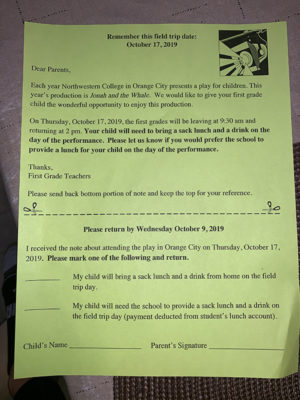 Remember this field trip date:
October 17, 2019
Dear Parents,
Each year Northwestern College in Orange City presents a play for children. This
year's production is Jonah and the Whale. We would like to give your first grade
child the wonderful opportunity to enjoy this production.
On Thursday, October 17, 2019, the first grades will be leaving at 9:30 am and
returning at 2 pm. Your child will need to bring a sack lunch and a drink on the
day of the performance. Please let us know if you would prefer the school to
provide a lunch for your child on the day of the performance.
Thanks,
First Grade Teachers
Please send back bottom portion of note and keep the top for your reference.
Please return by Wednesday October 9, 2019
I received the note about attending the play in Orange City on Thursday, October 17,
2019. Please mark one of the following and return.
________ My child will bring a sack lunch and a drink from home on the field
trip day.
________ My child will need the school to provide a sack lunch and a drink on
the field trip day (payment deducted from student's lunch account).
Child's Name ________________ Parent's Signature ________________